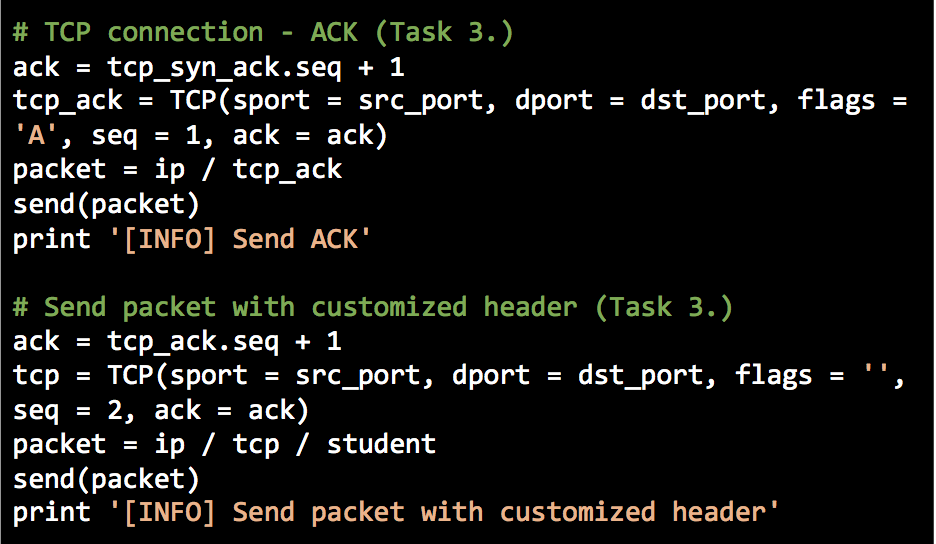 # TCP connection - ACK (Task 3.)
ack = tcp_syn_ack.seq + 1
tcp_ack = TCP(sport = src_port, dport = dst_port, flags =
'A', seq = 1, ack = ack)
packet = ip / tcp_ack
send(packet)
print '[INFO] Send ACK'

# Send packet with customized header (Task 3.)
ack = tcp_ack.seq + 1
tcp = TCP(sport = src_port, dport = dst_port, flags = '',
seq = 2, ack = ack)
packet = ip / tcp / student
send(packet)
print '[INFO] Send packet with customized header'